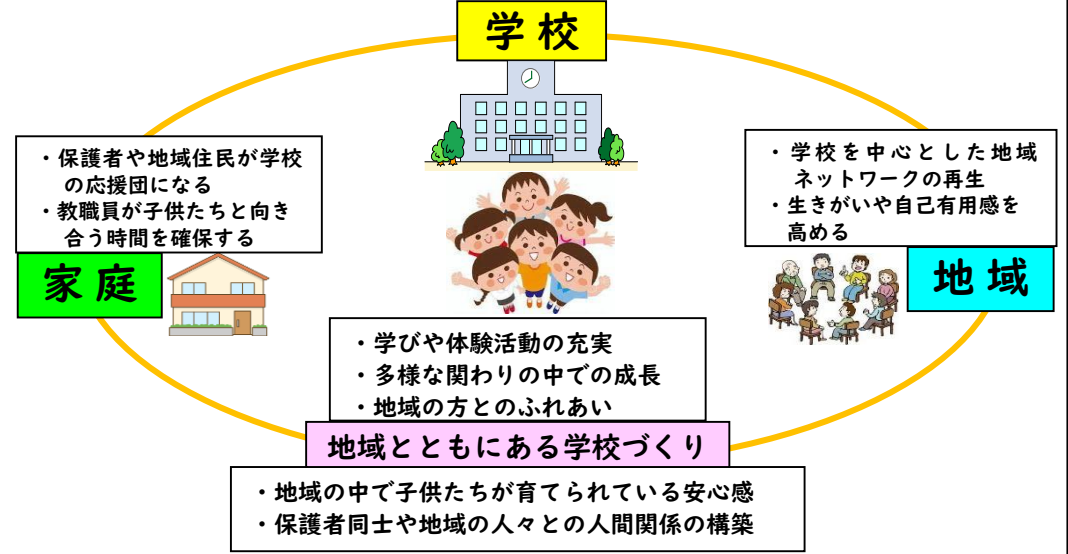 学校
・保護者や地域住民が学校
の応援団になる
・教職員が子供たちと向き
合う時間を確保する
家庭
・学校を中心とした地域
ネットワークの再生
・生きがいや自己有用感を
高める
地域
・学びや体験活動の充実
・多様な関わりの中での成長
・地域の方とのふれあい
地域とともにある学校づくり
・地域の中で子供たちが育てられている安心感
・保護者同士や地域の人々との人間関係の構築